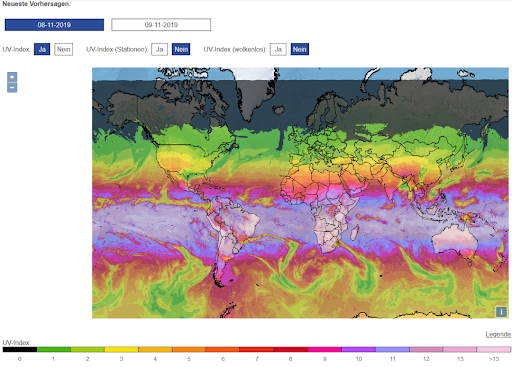 Neueste Vorhersagen:
08-11-2019 09-11-2019
UV-Index: Ja Nein UV-Index (Stationen): Ja Nein UV-Index (wolkenlos): Ja Nein
+
−
i
Legende
UV-Index:
0 1 2 3 4 5 6 7 8 9 10 11 12 13 >13